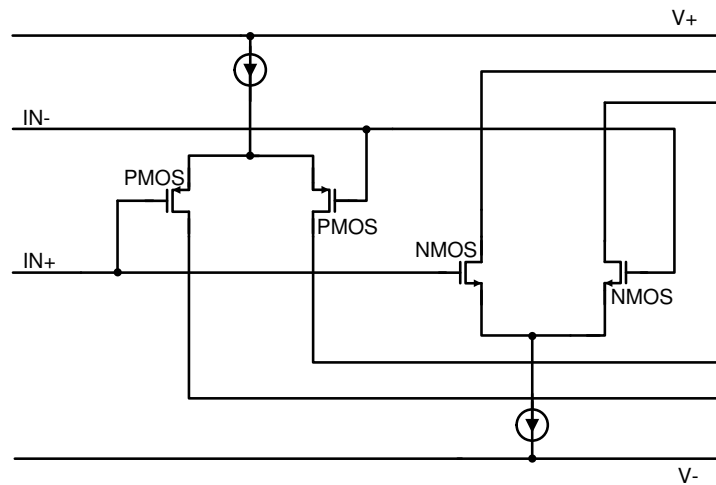 V+
IN-
PMOS
PMOS
NMOS
IN+
NMOS
V-